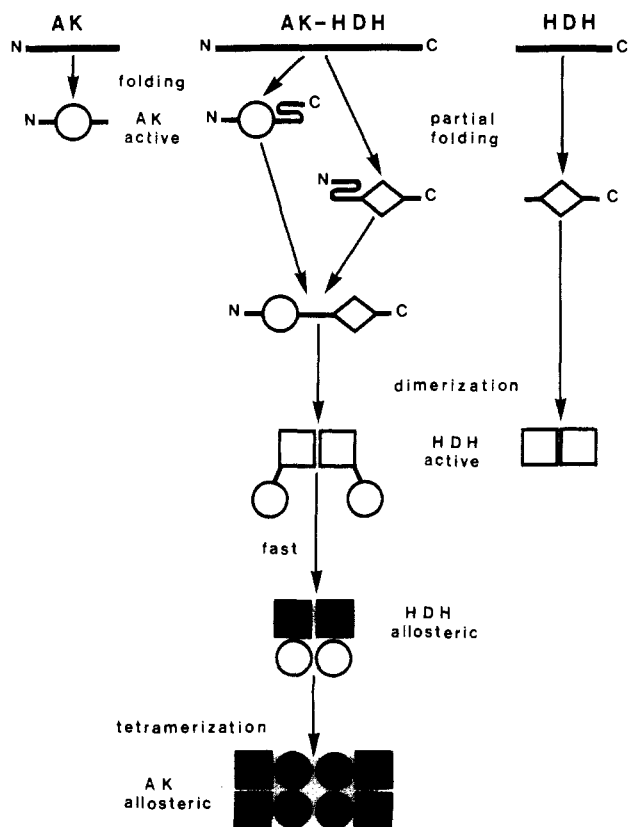 AK
AK–HDH
HDH
N
N
C
N
C
folding
N
AK
active
C
N
partial
folding
N
C
C
N
C
dimerization
HDH
active
fast
HDH
allosteric
tetramerization
AK
allosteric